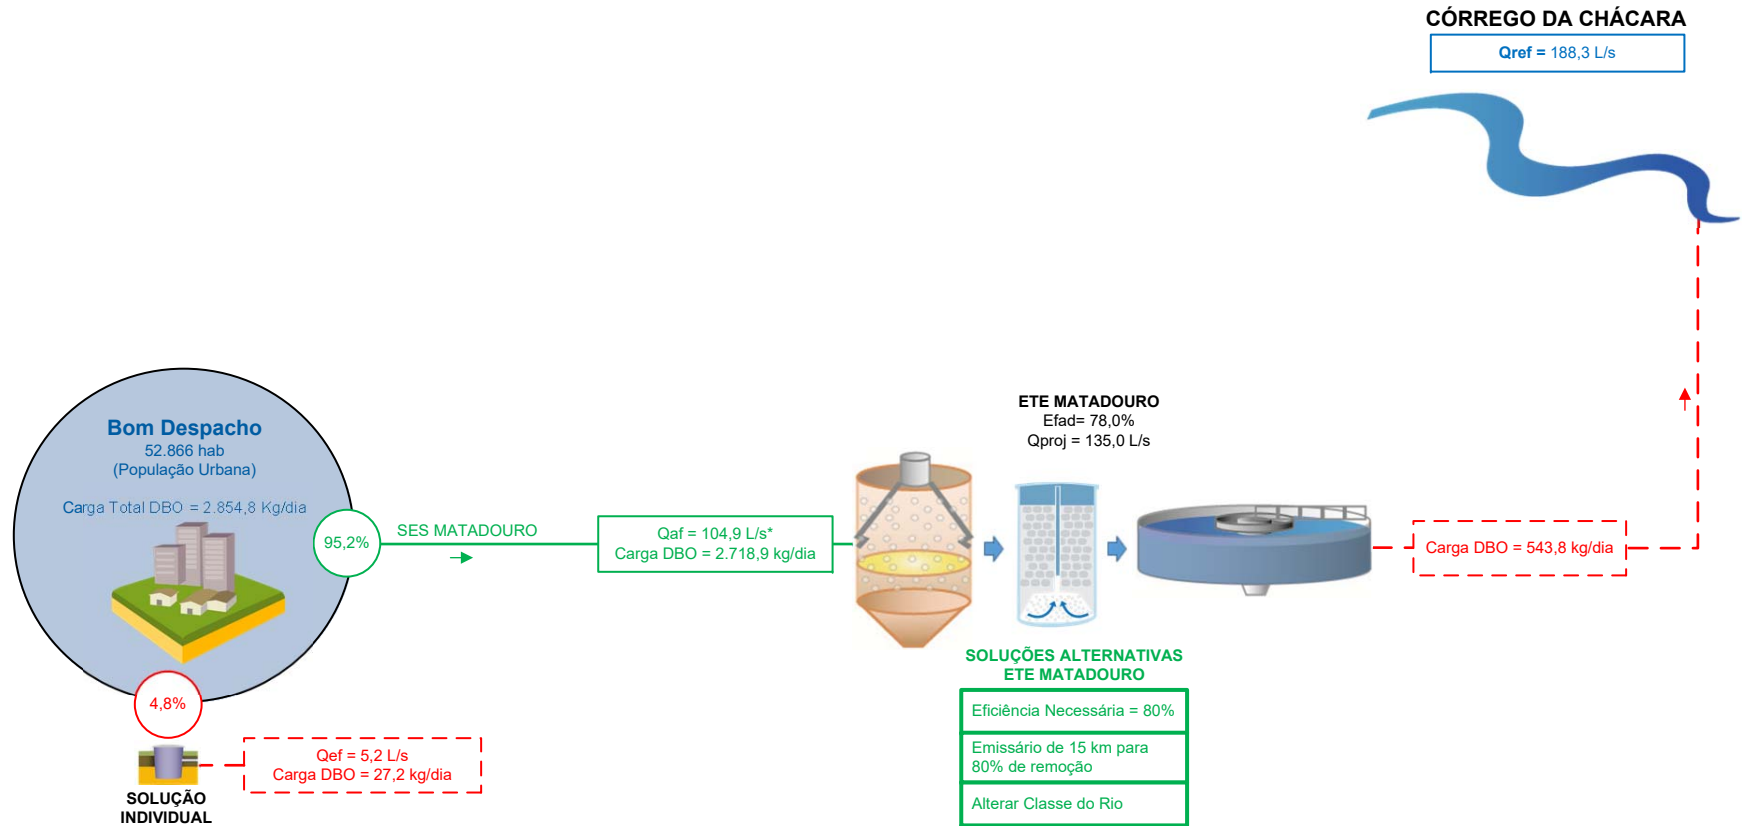 CÓRREGO DA CHÁCARA
Qref = 188,3 L/s
Bom Despacho
52.866 hab
(População Urbana)
Carga Total DBO = 2.854,8 Kg/dia
95,2%
SES MATADOURO
Qaf = 104,9 L/s*
Carga DBO = 2.718,9 kg/dia
ETE MATADOURO
Efad= 78,0%
Qproj = 135,0 L/s
Carga DBO = 543,8 kg/dia
4,8%
Qef = 5,2 L/s
Carga DBO = 27,2 kg/dia
SOLUÇÃO
INDIVIDUAL
SOLUÇÕES ALTERNATIVAS
ETE MATADOURO
Eficiência Necessária = 80%
Emissário de 15 km para
80% de remoção
Alterar Classe do Rio